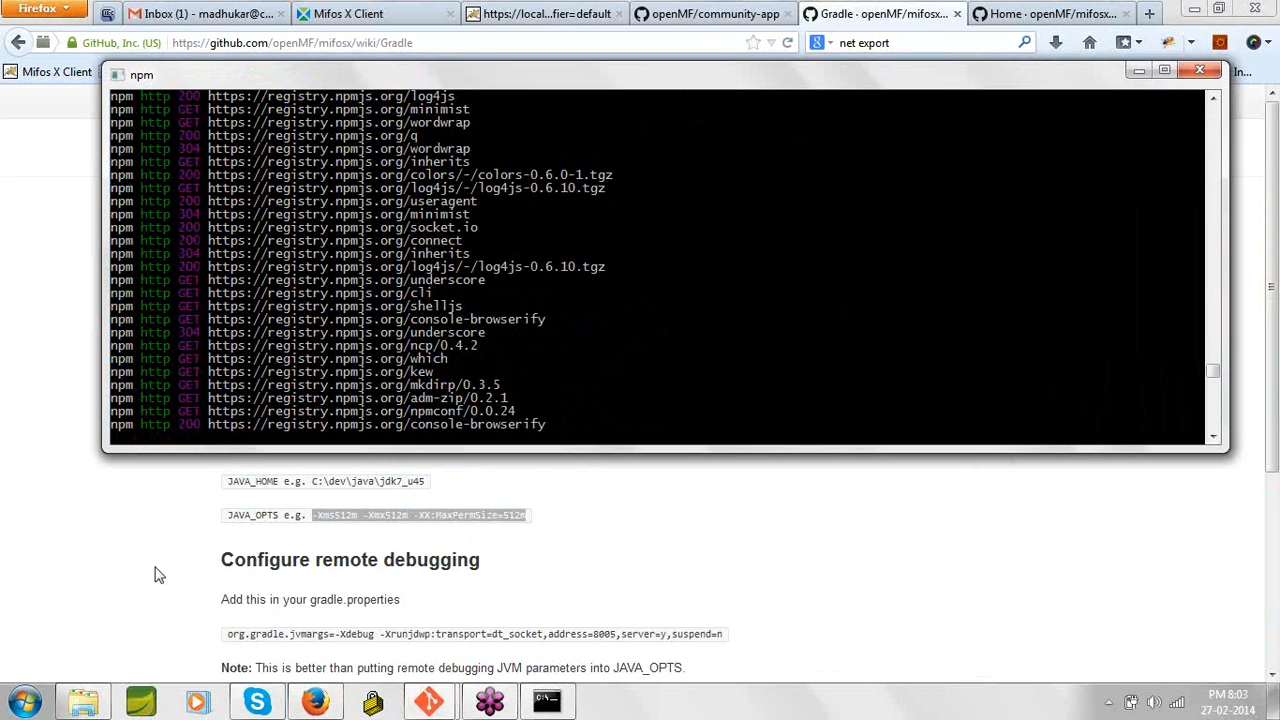 Firefox
Inbox (1) - madhukar@c...
Mifos X Client
https://local...fier=default
openMF/community-app
Gradle - openMF/mifosx...
Home · openMF/mifosx...
GitHub, Inc. (US)
https://github.com/openMF/mifosx/wiki/Gradle
net export
Mifos X Client
In...
npm
npm http 200 https://registry.npmjs.org/log4js
npm http GET https://registry.npmjs.org/minimist
npm http GET https://registry.npmjs.org/wordwrap
npm http 200 https://registry.npmjs.org/q
npm http 304 https://registry.npmjs.org/wordwrap
npm http GET https://registry.npmjs.org/inherits
npm http 200 https://registry.npmjs.org/colors/-/colors-0.6.0-1.tgz
npm http GET https://registry.npmjs.org/log4js/-/log4js-0.6.10.tgz
npm http 200 https://registry.npmjs.org/useragent
npm http 304 https://registry.npmjs.org/minimist
npm http 200 https://registry.npmjs.org/socket.io
npm http 200 https://registry.npmjs.org/connect
npm http 304 https://registry.npmjs.org/inherits
npm http 200 https://registry.npmjs.org/log4js/-/log4js-0.6.10.tgz
npm http GET https://registry.npmjs.org/underscore
npm http GET https://registry.npmjs.org/cli
npm http GET https://registry.npmjs.org/shelljs
npm http GET https://registry.npmjs.org/console-browserify
npm http 304 https://registry.npmjs.org/underscore
npm http GET https://registry.npmjs.org/ncp/0.4.2
npm http GET https://registry.npmjs.org/which
npm http GET https://registry.npmjs.org/kew
npm http GET https://registry.npmjs.org/mkdirp/0.3.5
npm http GET https://registry.npmjs.org/adm-zip/0.2.1
npm http GET https://registry.npmjs.org/npmconf/0.0.24
npm http 200 https://registry.npmjs.org/console-browserify
JAVA_HOME e.g. C:\dev\java\jdk7_u45
JAVA_OPTS e.g. -Xms512m -Xmx512m -XX:MaxPermSize=512m
Configure remote debugging
Add this in your gradle.properties
org.gradle.jvmargs=-Xdebug -Xrunjdwp:transport=dt_socket,address=8005,server=y,suspend=n
Note: This is better than putting remote debugging JVM parameters into JAVA_OPTS.
PM 8:03
27-02-2014